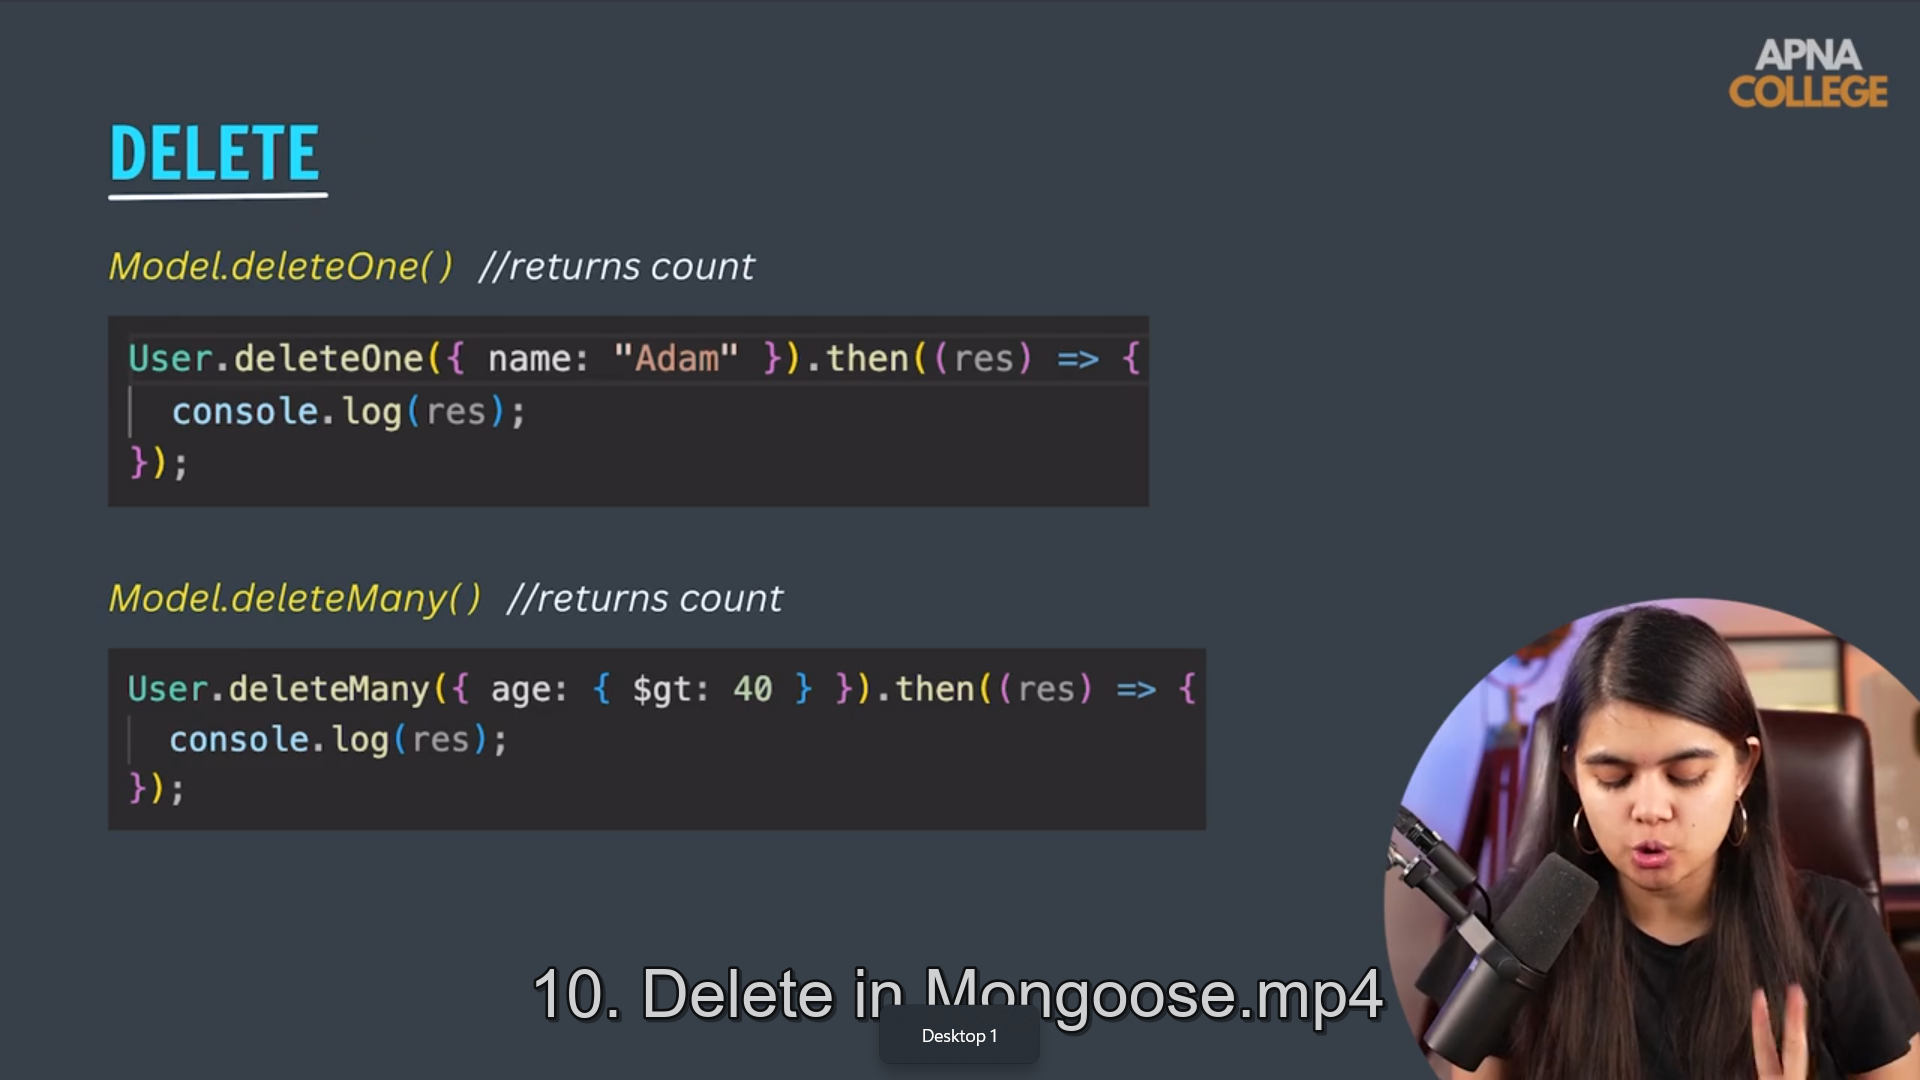 APNA
COLLEGE
DELETE
Model.deleteOne( ) //returns count
User.deleteOne({ name: "Adam" }).then((res) => {
console.log(res);
});
Model.deleteMany( ) //returns count
User.deleteMany({ age: { $gt: 40 } }).then((res) => {
console.log(res);
});
10. Delete in Mongoose.mp4
Desktop 1